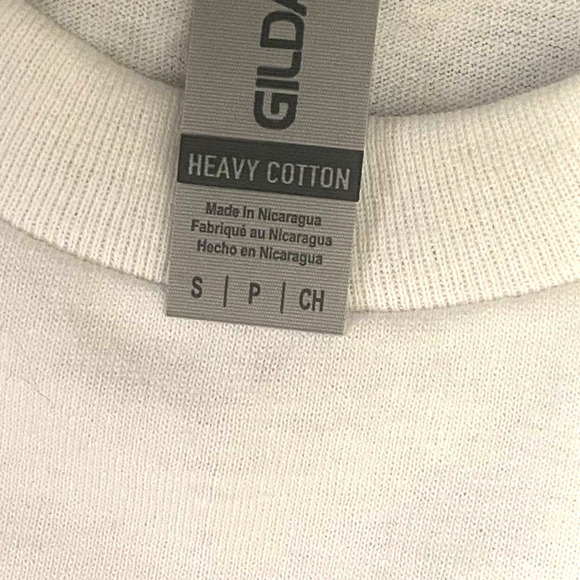 GILDA
HEAVY COTTON
Made In Nicaragua
Fabriqué au Nicaragua
Hecho en Nicaragua
S | P | CH